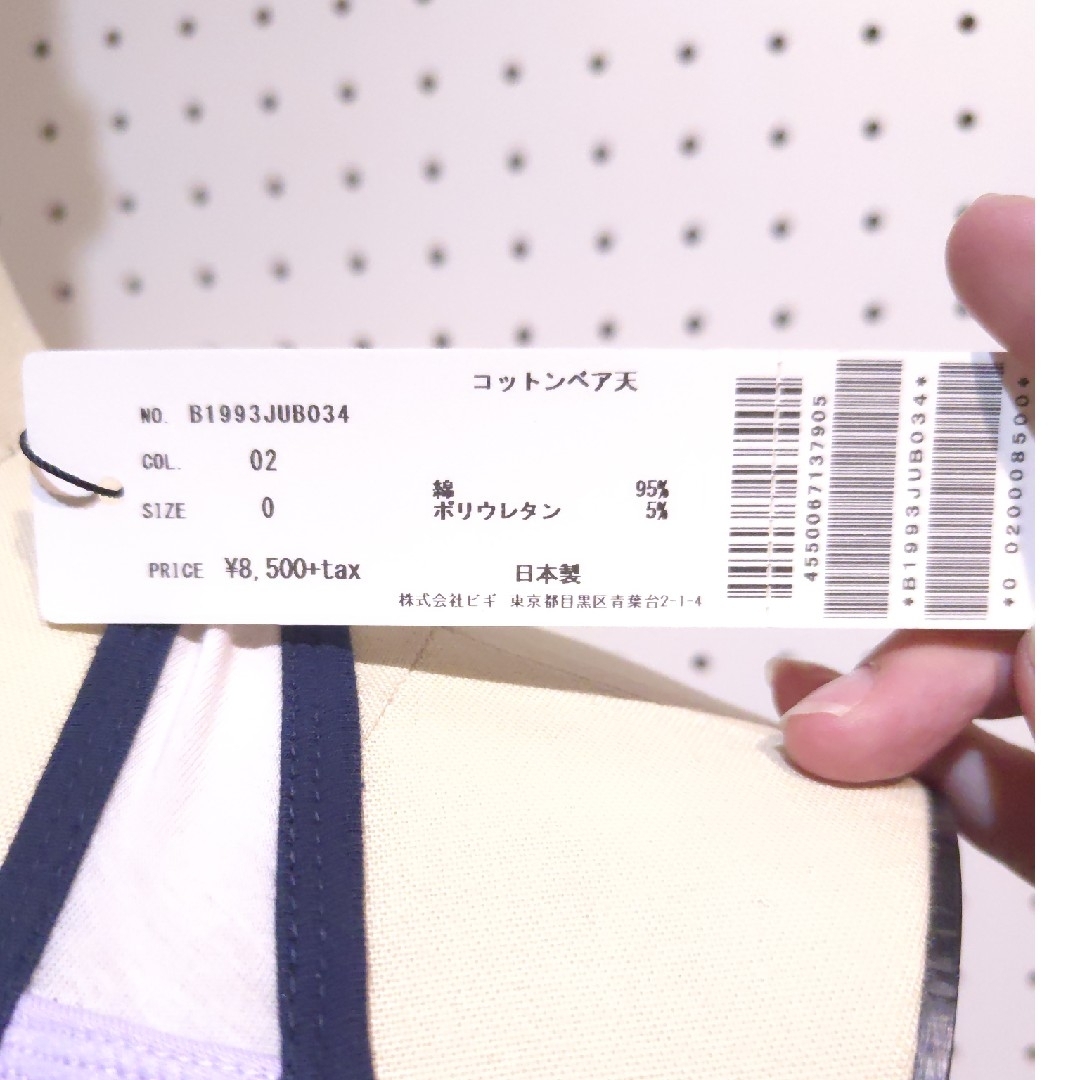 コットンベア天
NO. B1993JUB034
COL. 02
SIZE 0
綿 95%
ポリウレタン 5%
PRICE ¥8,500+tax
日本製
株式会社ビギ 東京都目黒区青葉台2-1-4
4550067137905
*B1993JUB034*
*0 020008500*